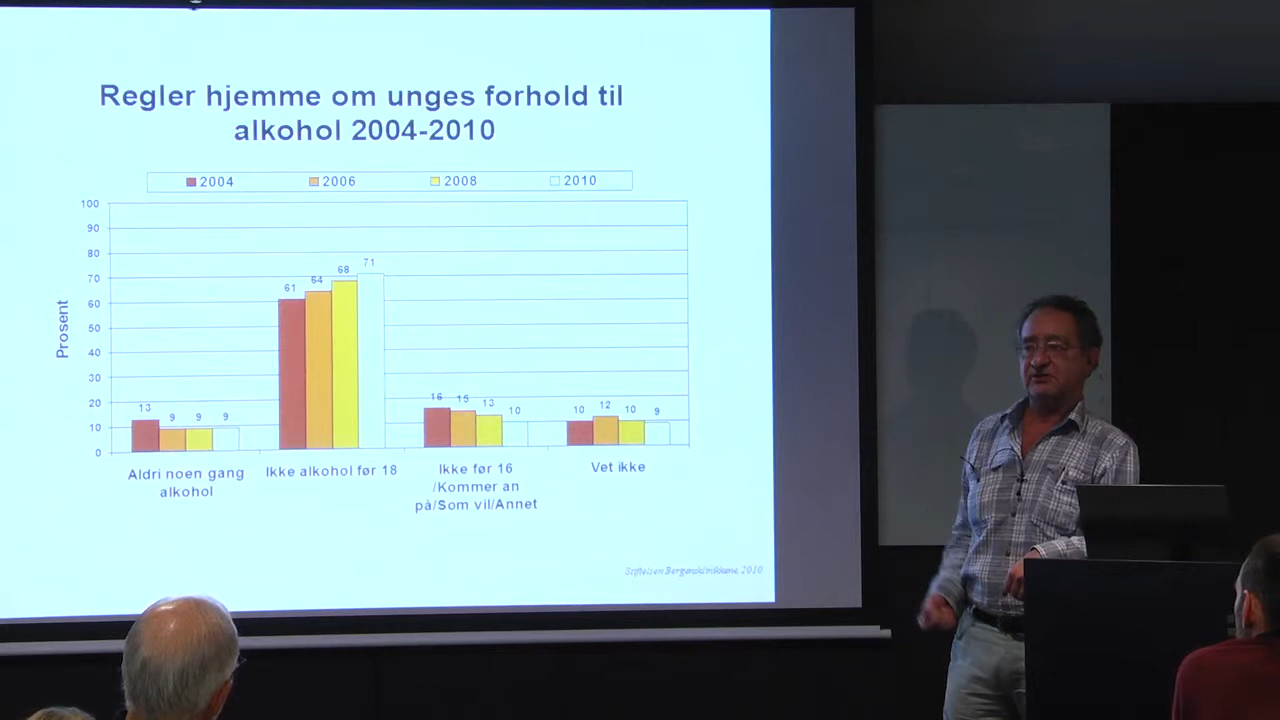 Regler hjemme om unges forhold til
alkohol 2004-2010
2004 2006 2008 2010
100
90
80
70
60
50
40
30
20
10
0
Prosent
13 9 9 9
61 64 68 71
16 15 13 10
10 12 10 9
Aldri noen gang
alkohol
Ikke alkohol før 18
Ikke før 16
/Kommer an
på/Som vil/Annet
Vet ikke
Stiftelsen Bergensklinikkene, 2010